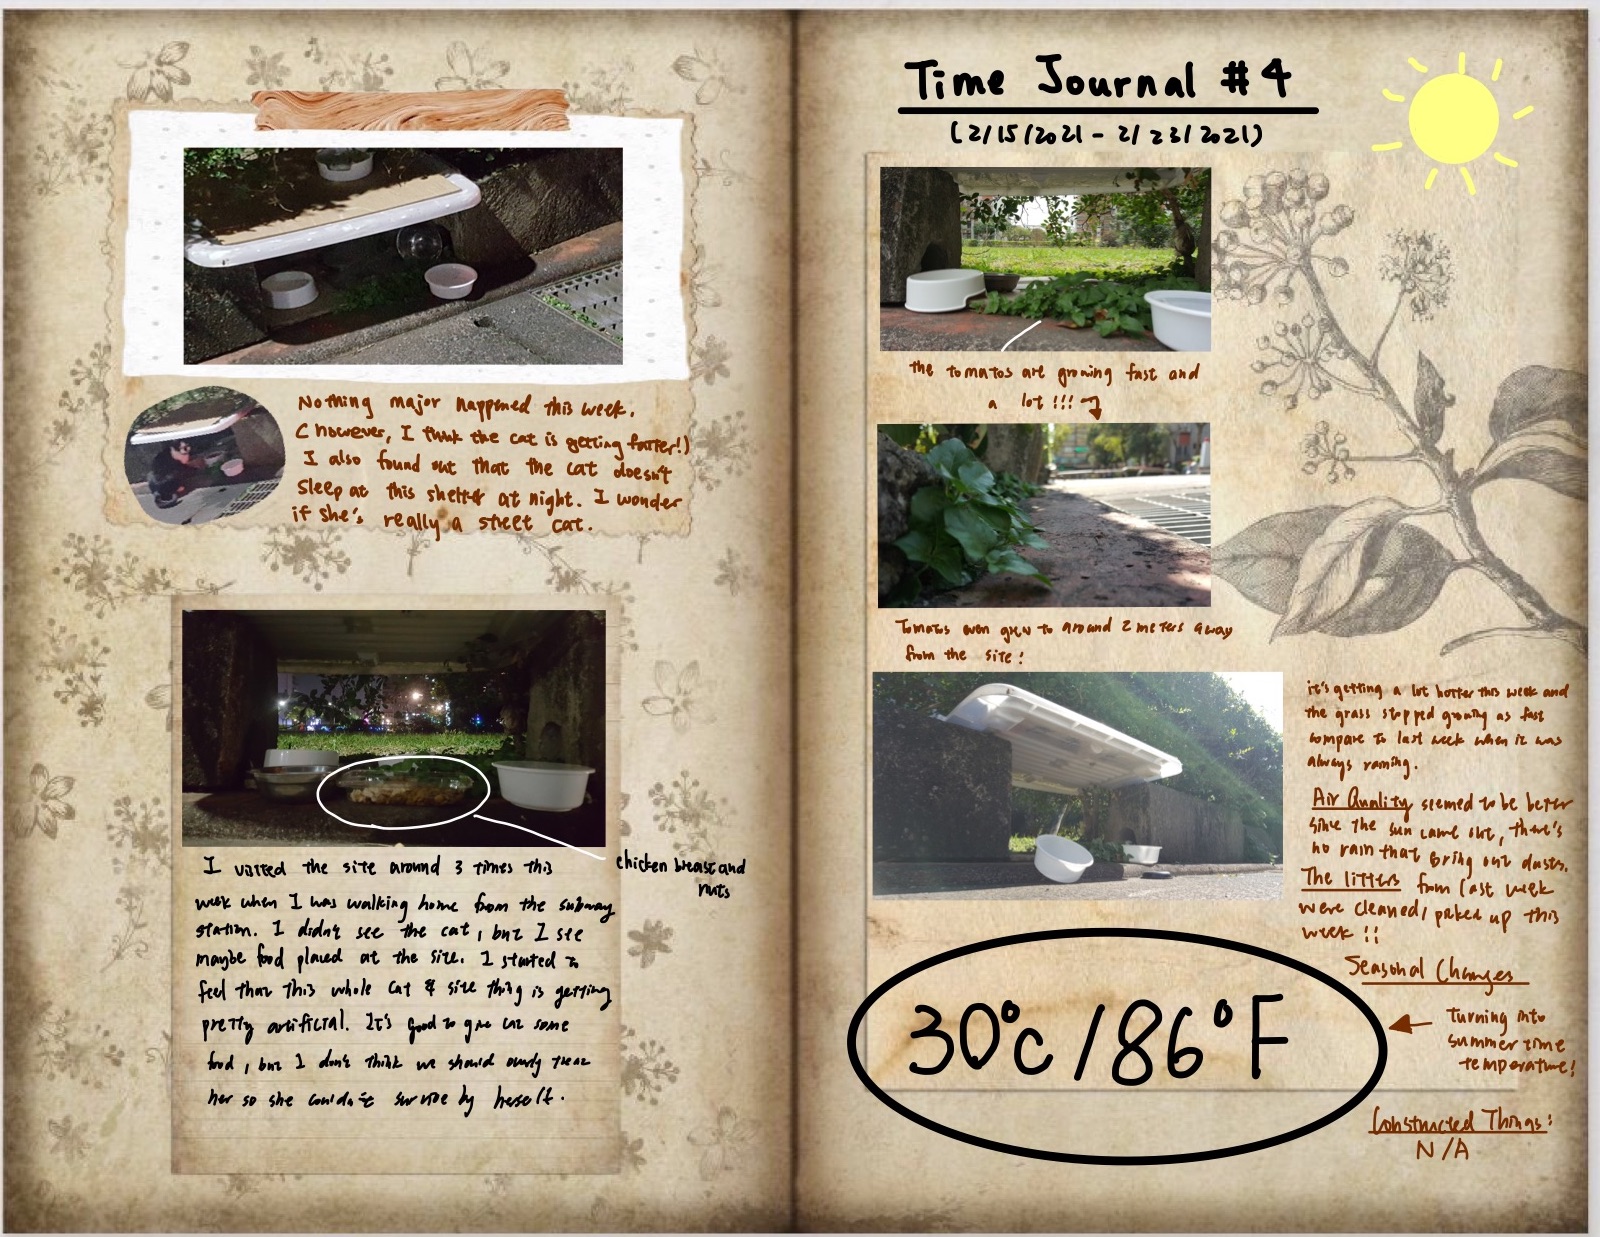 Nothing major happened this week.
(however, I think the cat is getting fatter!)
I also found out that the cat doesn't
sleep at this shelter at night. I wonder
if she's really a street cat.
chicken breast and
nuts
I visited the site around 3 times this
week when I was walking home from the subway
station. I didn't see the cat, but I see
maybe food placed at the site. I started to
feel that this whole cat & site thing is getting
pretty artificial. It's good to give cat some
food, but I don't think we should treat
her so she couldn't survive by herself.
Time Journal #4
(2/15/2021 - 2/23/2021)
the tomatos are growing fast and
a lot!!!
Tomatos even grew to around 2 meters away
from the site!
it's getting a lot hotter this week and
the grass stopped growing as fast
compare to last week when it was
always raining.
Air Quality seemed to be better
since the sun came out, there's
no rain that bring out dusts.
The litters from last week
were cleaned/picked up this
week!!
Seasonal Changes
30°C/86°F
Turning into
summer time
temperature!
Constructed Things:
N/A